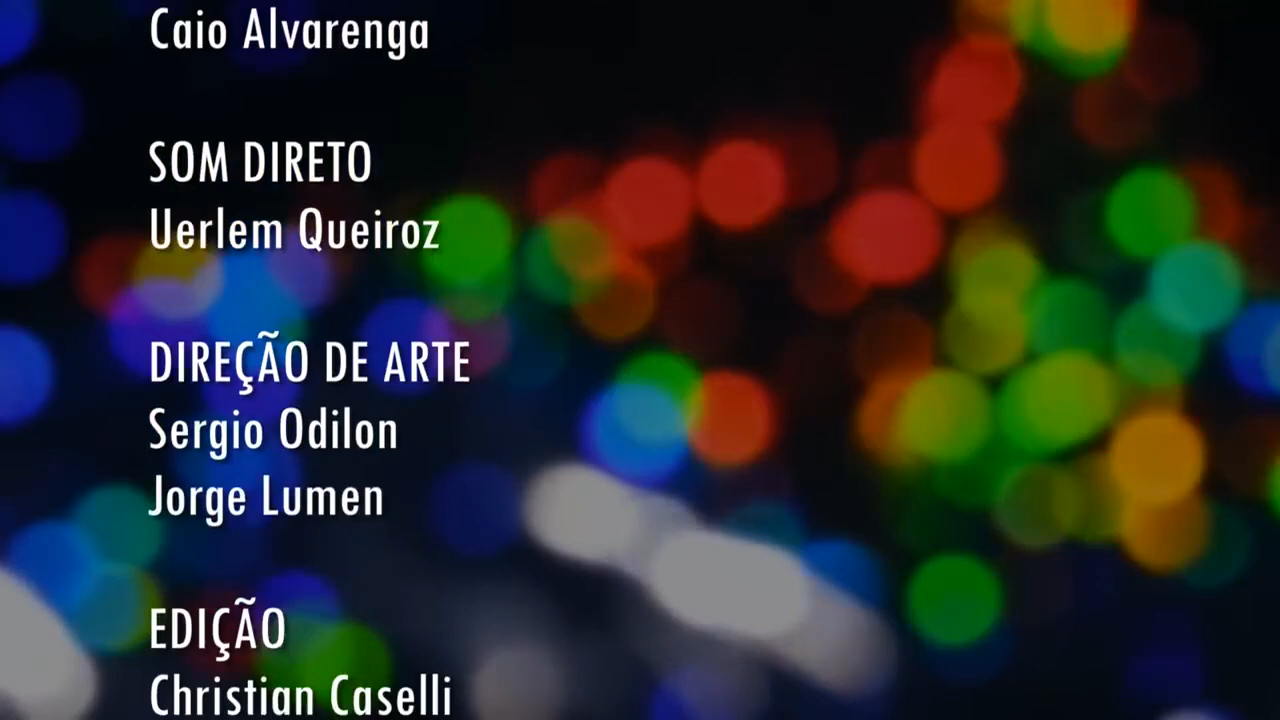 Caio Alvarenga
SOM DIRETO
Uerlem Queiroz
DIREÇÃO DE ARTE
Sergio Odilon
Jorge Lumen
EDIÇÃO
Christian Caselli